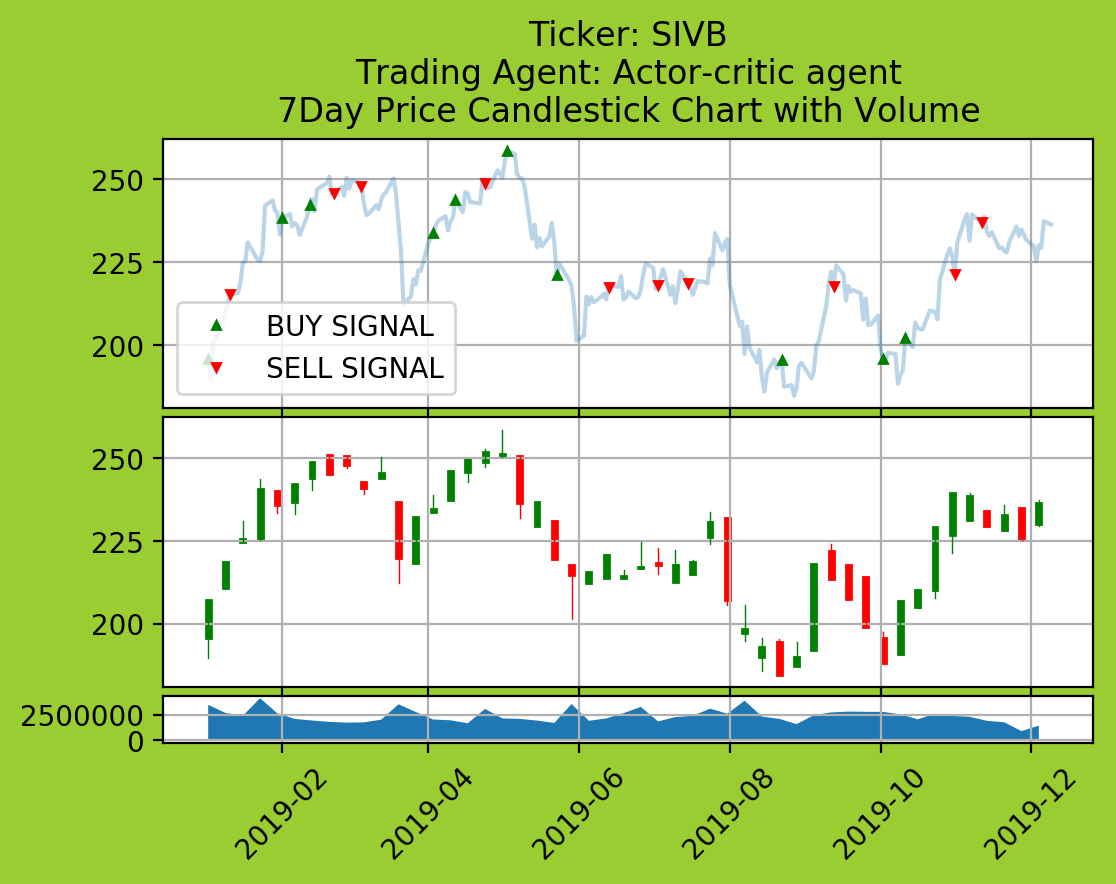 Ticker: SIVB
Trading Agent: Actor-critic agent
7Day Price Candlestick Chart with Volume
250
225
200
BUY SIGNAL
SELL SIGNAL
250
225
200
2500000
0
2019-02
2019-04
2019-06
2019-08
2019-10
2019-12